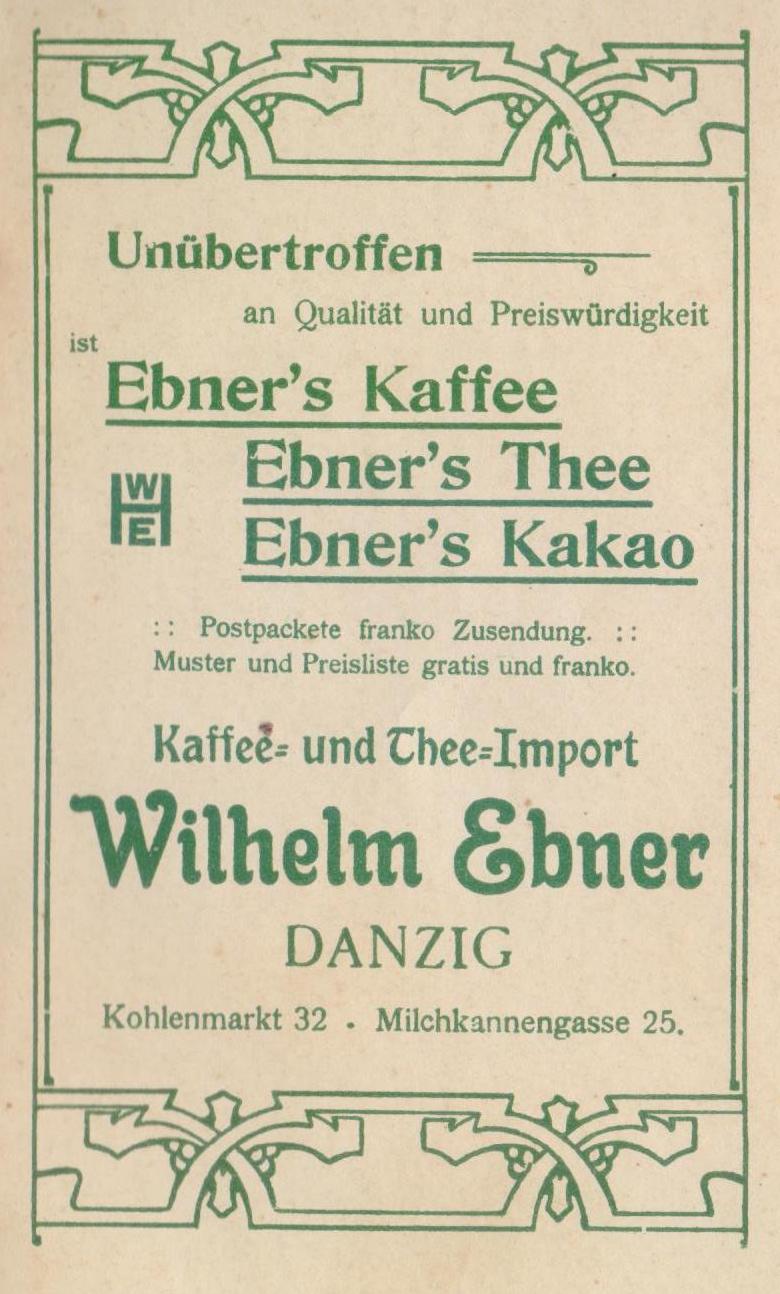 Unübertroffen
an Qualität und Preiswürdigkeit
ist
Ebner's Kaffee
Ebner's Thee
W
H
E
Ebner's Kakao
:: Postpackete franko Zusendung. ::
Muster und Preisliste gratis und franko.
Kaffee- und Thee-Import
Wilhelm Ebner
DANZIG
Kohlenmarkt 32 . Milchkannengasse 25.